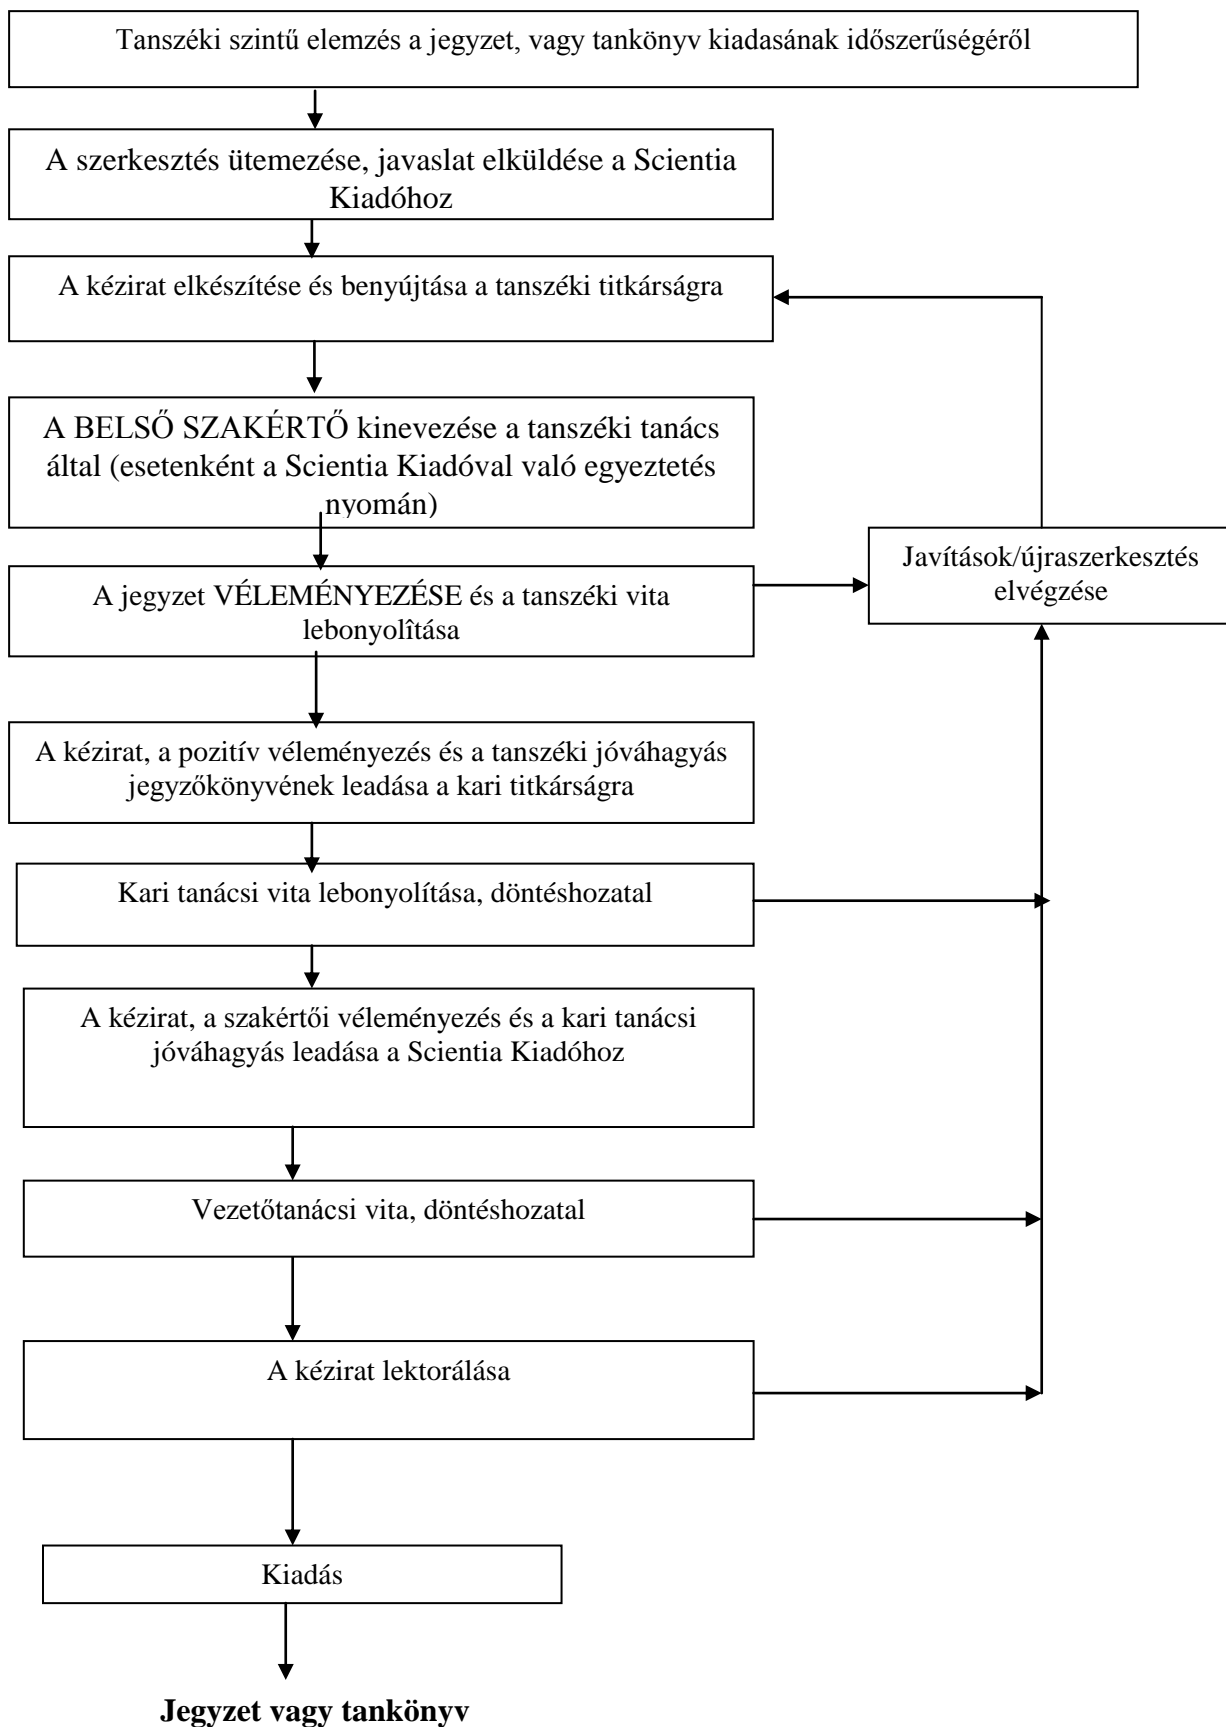 Tanszéki szintű elemzés a jegyzet, vagy tankönyv kiadasának időszerűségéről
A szerkesztés ütemezése, javaslat elküldése a Scientia
Kiadóhoz
A kézirat elkészítése és benyújtása a tanszéki titkárságra
A BELSŐ SZAKÉRTŐ kinevezése a tanszéki tanács
által (esetenként a Scientia Kiadóval való egyeztetés
nyomán)
Javítások/újraszerkesztés
elvégzése
A jegyzet VÉLEMÉNYEZÉSE és a tanszéki vita
lebonyolîtása
A kézirat, a pozitív véleményezés és a tanszéki jóváhagyás
jegyzőkönyvének leadása a kari titkárságra
Kari tanácsi vita lebonyolítása, döntéshozatal
A kézirat, a szakértői véleményezés és a kari tanácsi
jóváhagyás leadása a Scientia Kiadóhoz
Vezetőtanácsi vita, döntéshozatal
A kézirat lektorálása
Kiadás
Jegyzet vagy tankönyv